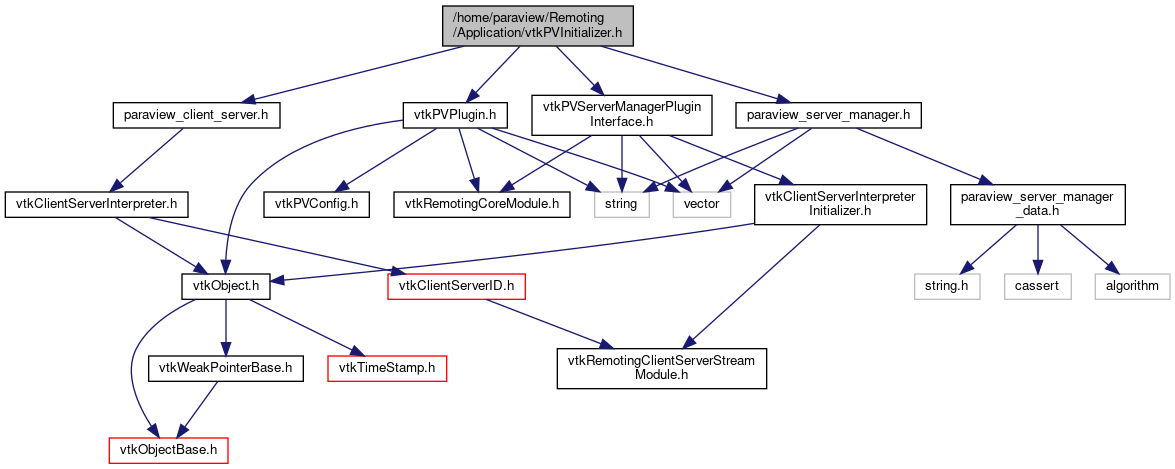 /home/paraview/Remoting
/Application/vtkPVInitializer.h
paraview_client_server.h
vtkPVPlugin.h
vtkPVServerManagerPlugin
Interface.h
paraview_server_manager.h
vtkClientServerInterpreter.h
vtkPVConfig.h
vtkRemotingCoreModule.h
string
vector
vtkClientServerInterpreter
Initializer.h
paraview_server_manager
_data.h
vtkObject.h
vtkClientServerID.h
string.h
cassert
algorithm
vtkWeakPointerBase.h
vtkTimeStamp.h
vtkRemotingClientServerStream
Module.h
vtkObjectBase.h